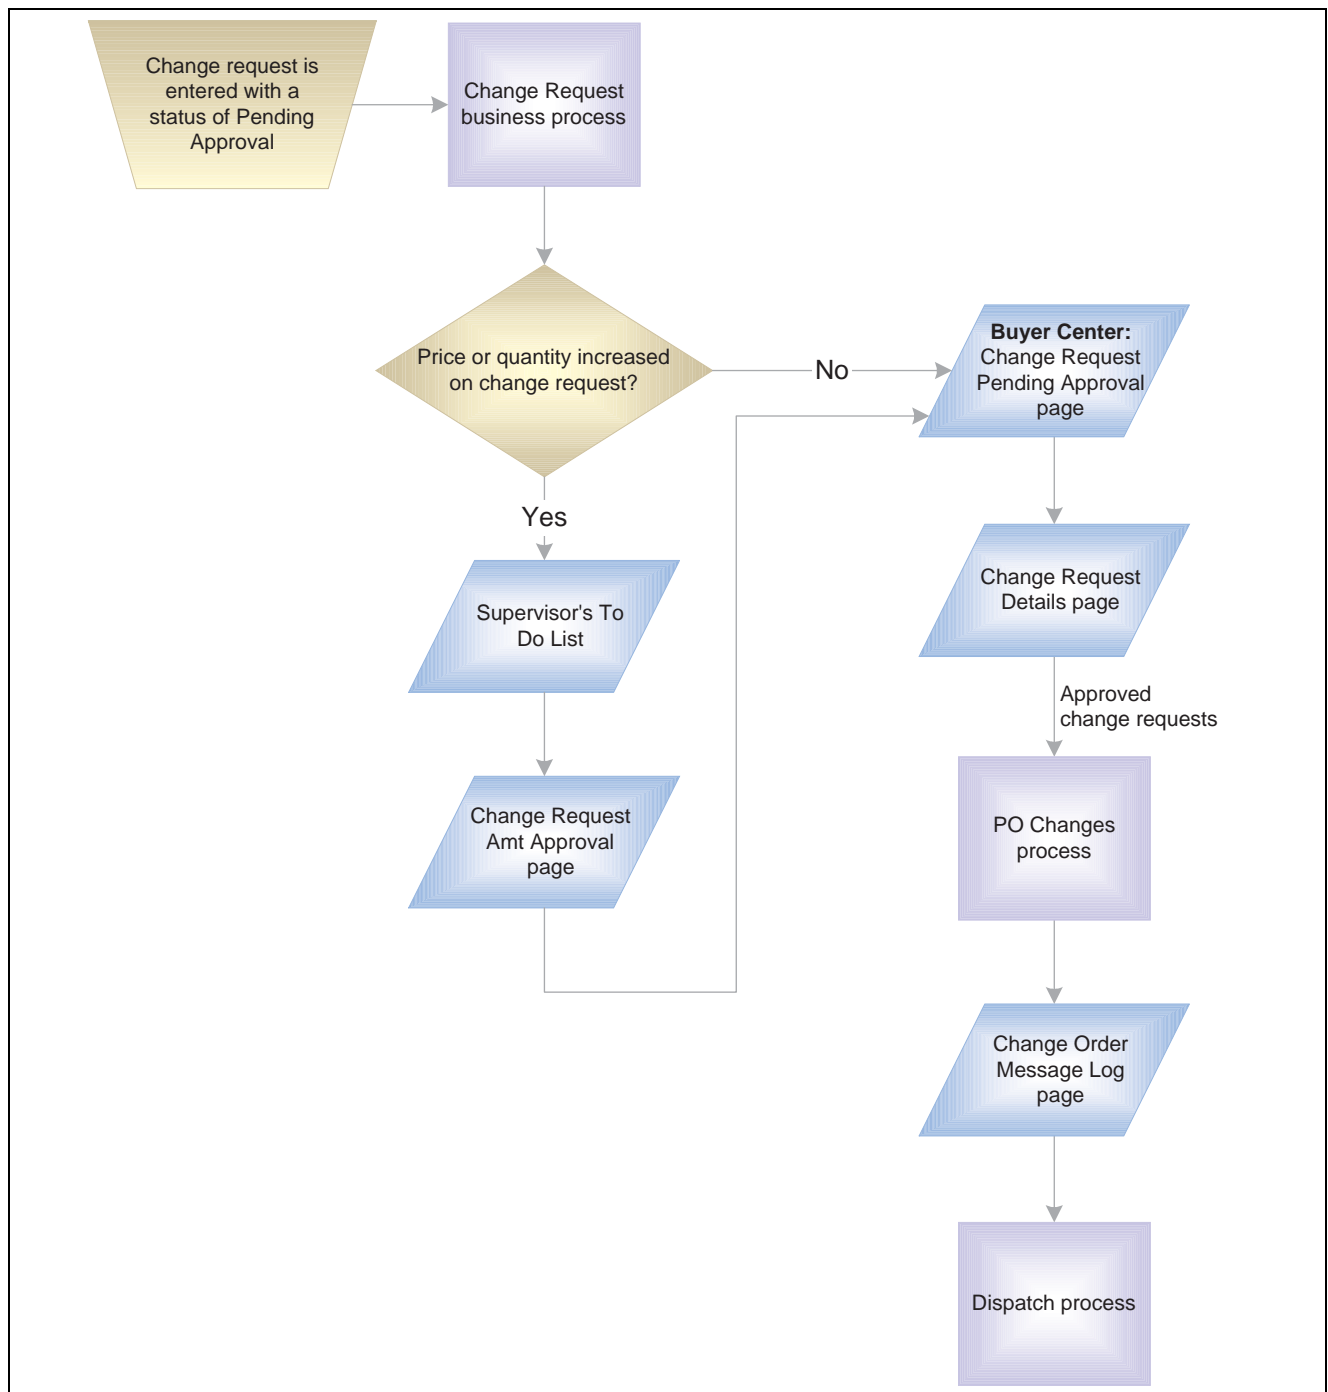 Change request is
entered with a
status of Pending
Approval
Change Request
business process
Price or quantity increased
on change request?
No
Buyer Center:
Change Request
Pending Approval
page
Yes
Supervisor's To
Do List
Change Request
Amt Approval
page
Change Request
Details page
Approved
change requests
PO Changes
process
Change Order
Message Log
page
Dispatch process